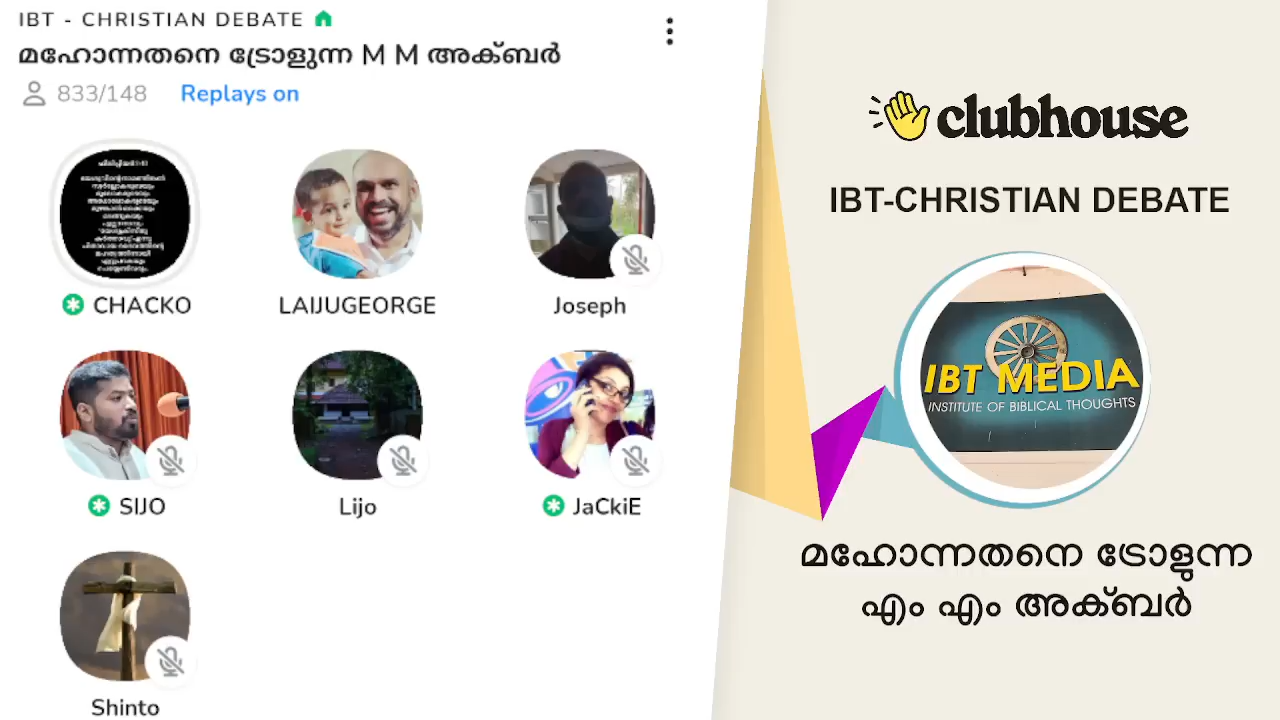 IBT - CHRISTIAN DEBATE
മഹോന്നതനെ ട്രോളുന്ന M M അക്ബർ
833/148 Replays on
CHACKO
LAIJUGEORGE
Joseph
SIJO
Lijo
JaCkiE
Shinto
clubhouse
IBT-CHRISTIAN DEBATE
IBT MEDIA
INSTITUTE OF BIBLICAL THOUGHTS
മഹോന്നതനെ ട്രോളുന്ന
എം എം അക്ബർ